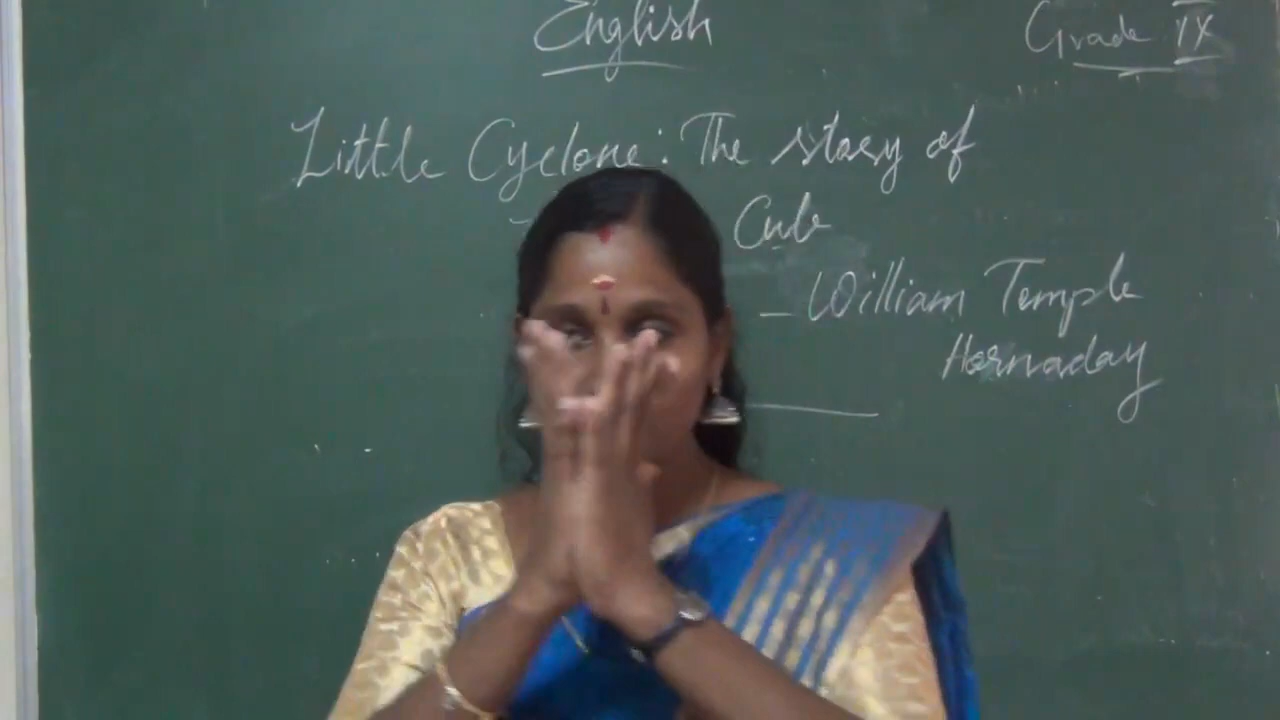 English
Grade IX
Little Cyclone: The story of
Cub
- William Temple
Hornaday